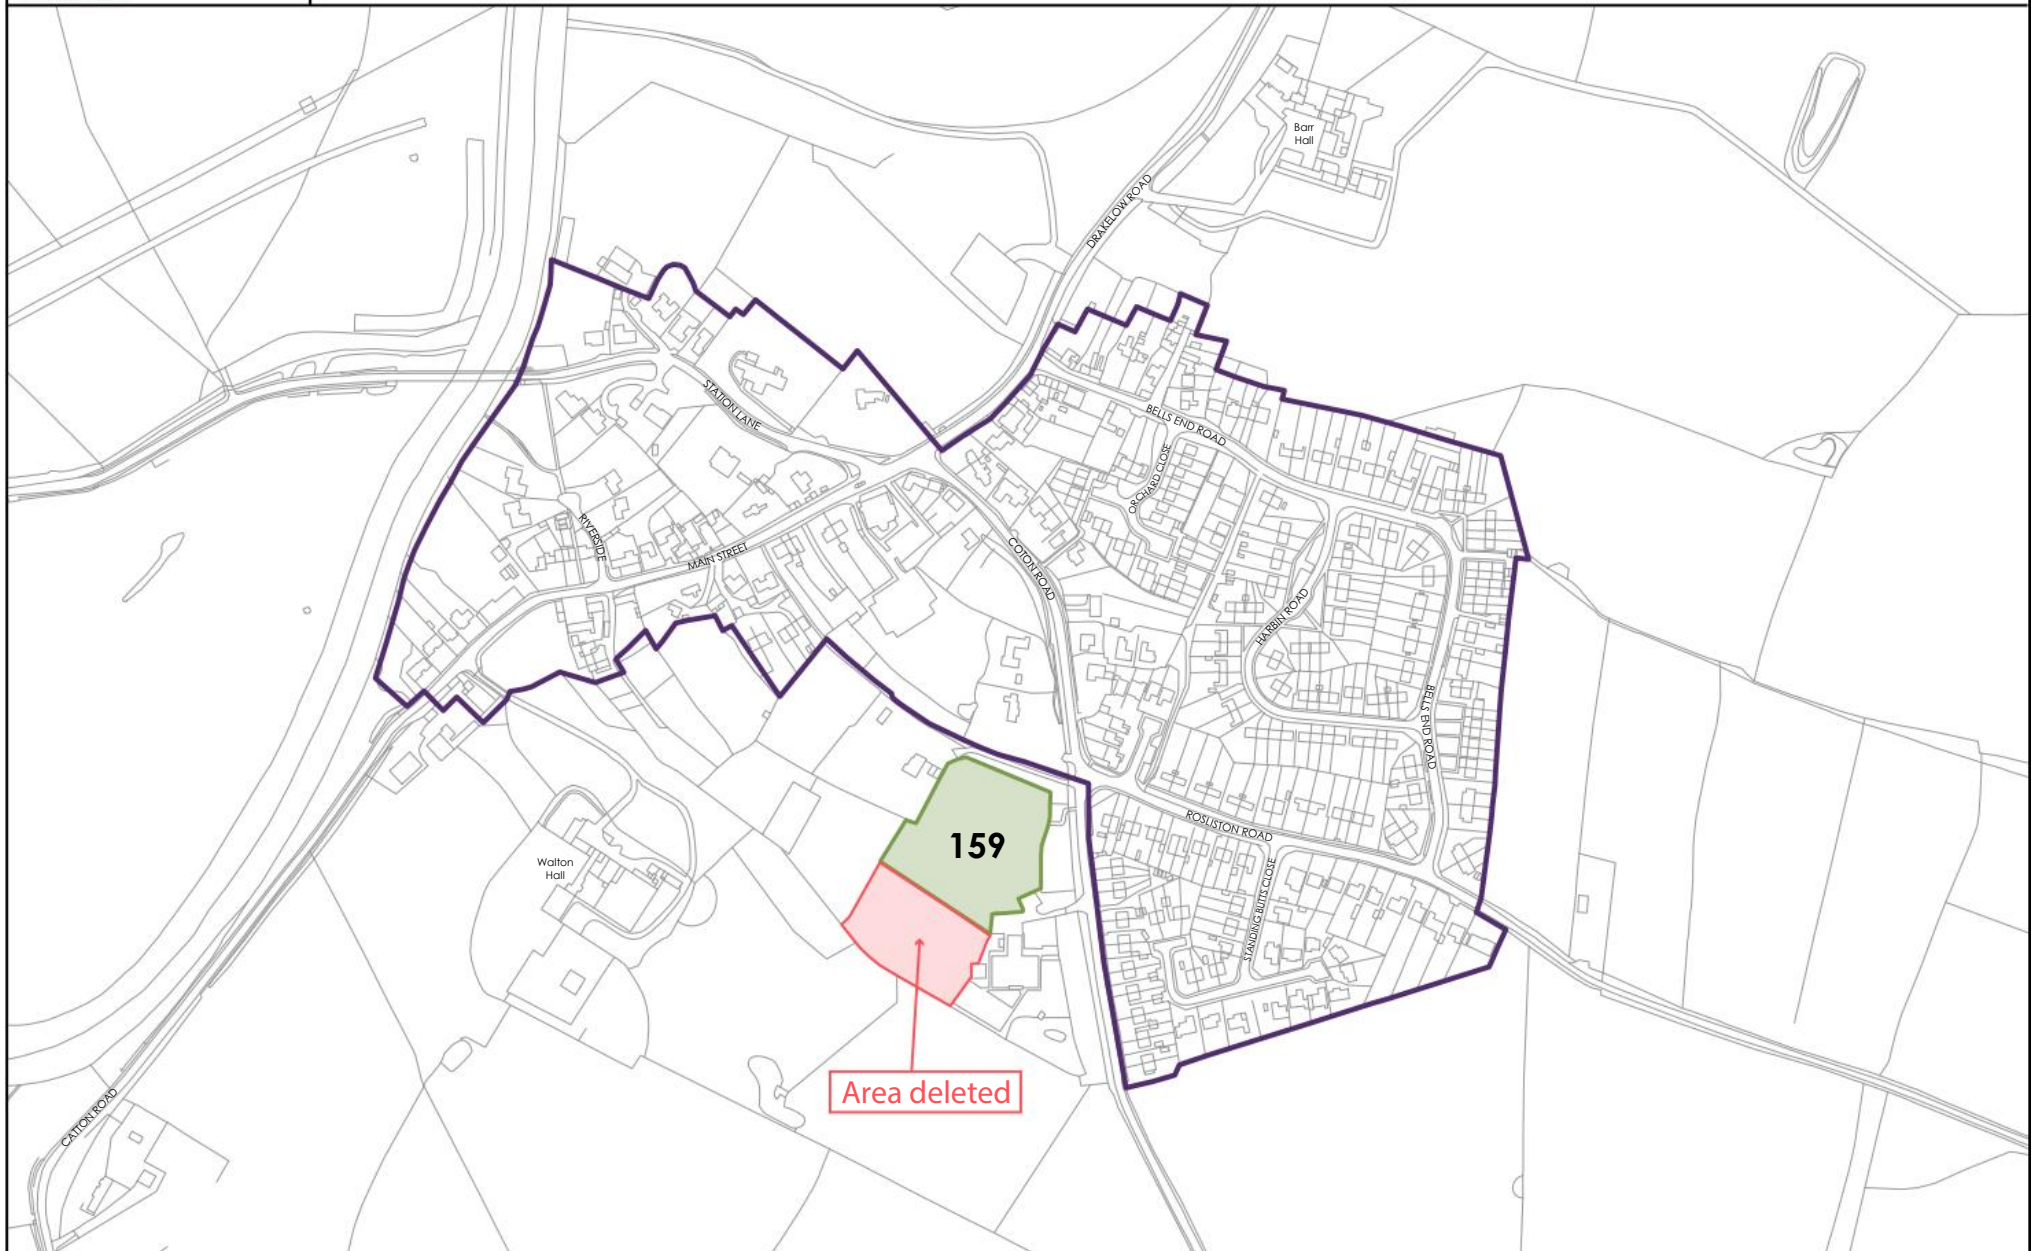 Barr
Hall
DRAKELOW ROAD
STATION LANE
BELLS END ROAD
ORCHARD CLOSE
RIVERSIDE
MAIN STREET
COTON ROAD
HARBIN ROAD
BELLS END ROAD
ROSLISTON ROAD
159
Walton
Hall
STANDING BUTTS CLOSE
Area deleted
CATTON ROAD